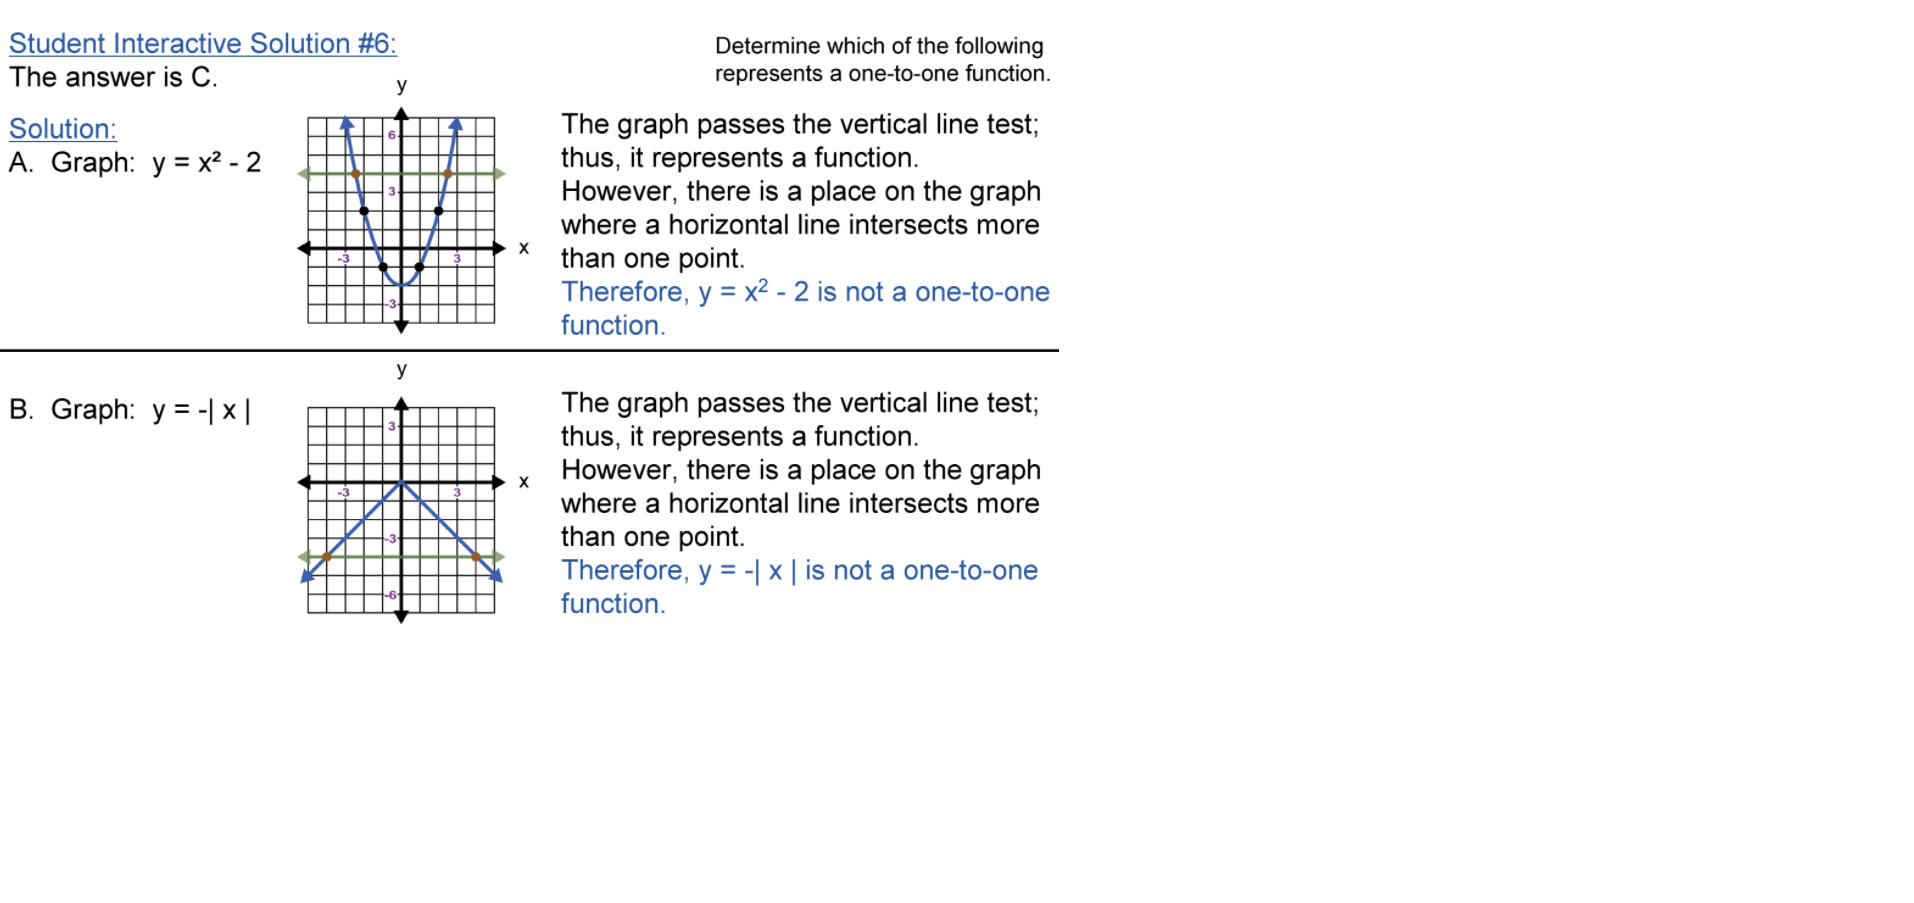 Student Interactive Solution #6:
The answer is C.
Determine which of the following
represents a one-to-one function.
Solution:
A. Graph: y = x² - 2
y
6
3
-3
3
x
-3
The graph passes the vertical line test;
thus, it represents a function.
However, there is a place on the graph
where a horizontal line intersects more
than one point.
Therefore, y = x² - 2 is not a one-to-one
function.
B. Graph: y = -| x |
y
3
x
-3
3
-3
-6
The graph passes the vertical line test;
thus, it represents a function.
However, there is a place on the graph
where a horizontal line intersects more
than one point.
Therefore, y = -| x | is not a one-to-one
function.